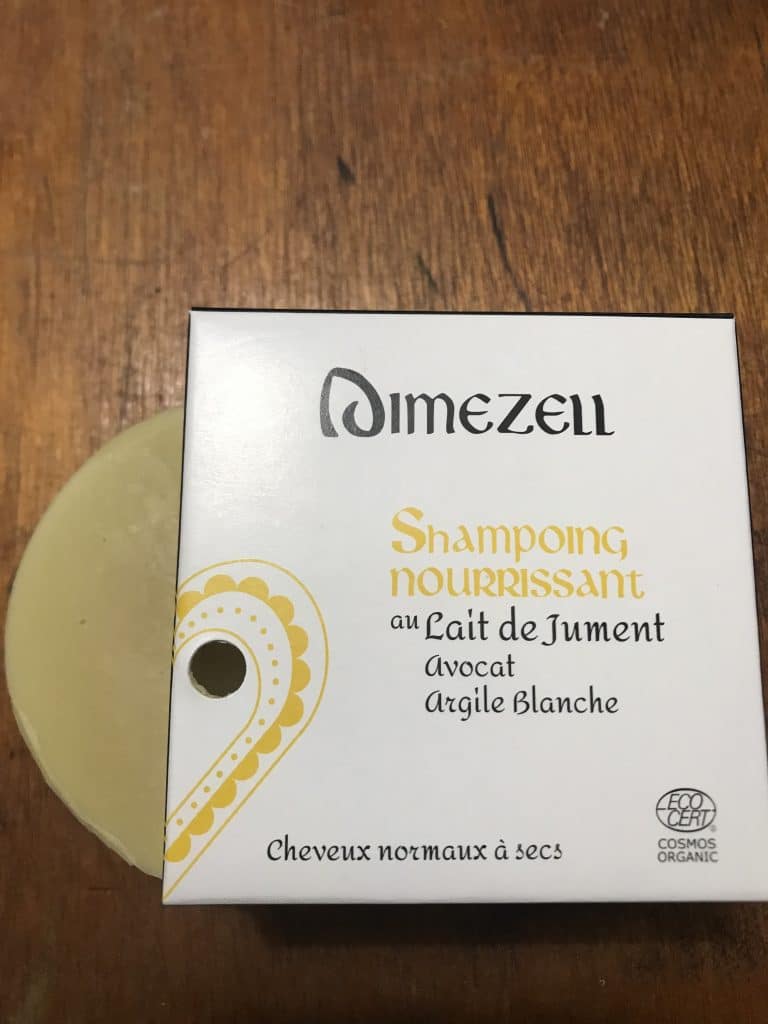 Dimezell
Shampoing
nourrissant
au Lait de Jument
Avocat
Argile Blanche
Cheveux normaux à secs
ECO
CERT®
COSMOS
ORGANIC